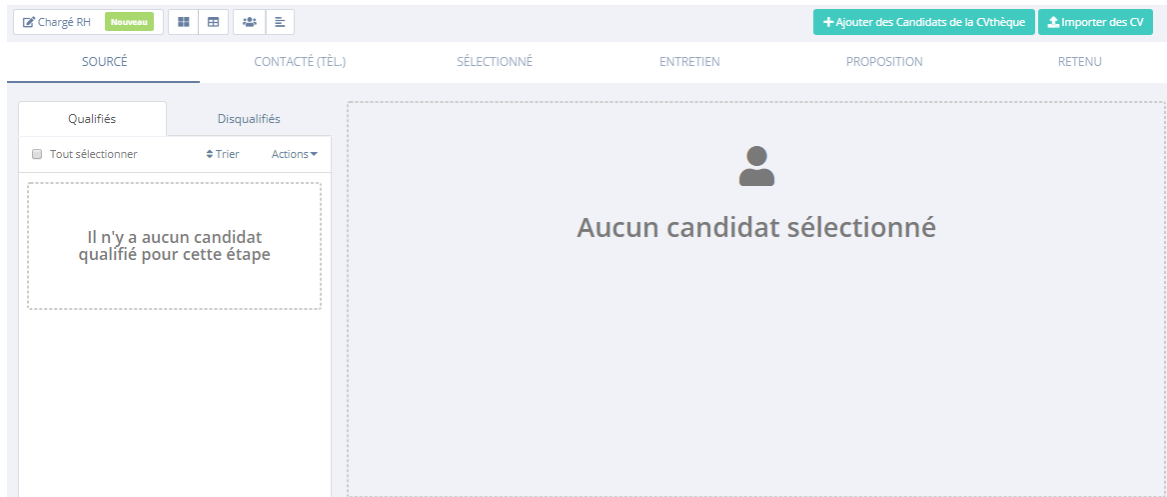 Chargé RH Nouveau
+Ajouter des Candidats de la CVthèque Importer des CV
SOURCÉ CONTACTÉ (TÈL.) SÉLECTIONNÉ ENTRETIEN PROPOSITION RETENU
Qualifiés Disqualifiés
Tout sélectionner Trier Actions
Il n'y a aucun candidat
qualifié pour cette étape
Aucun candidat sélectionné